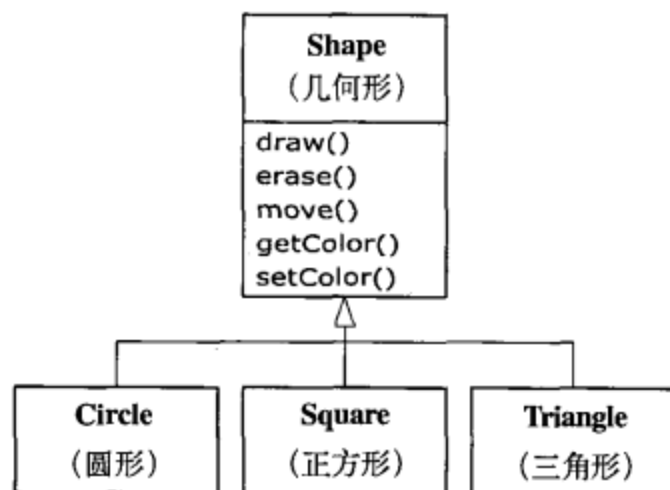 Shape
（几何形）
draw()
erase()
move()
getColor()
setColor()
Circle
（圆形）
Square
（正方形）
Triangle
（三角形）